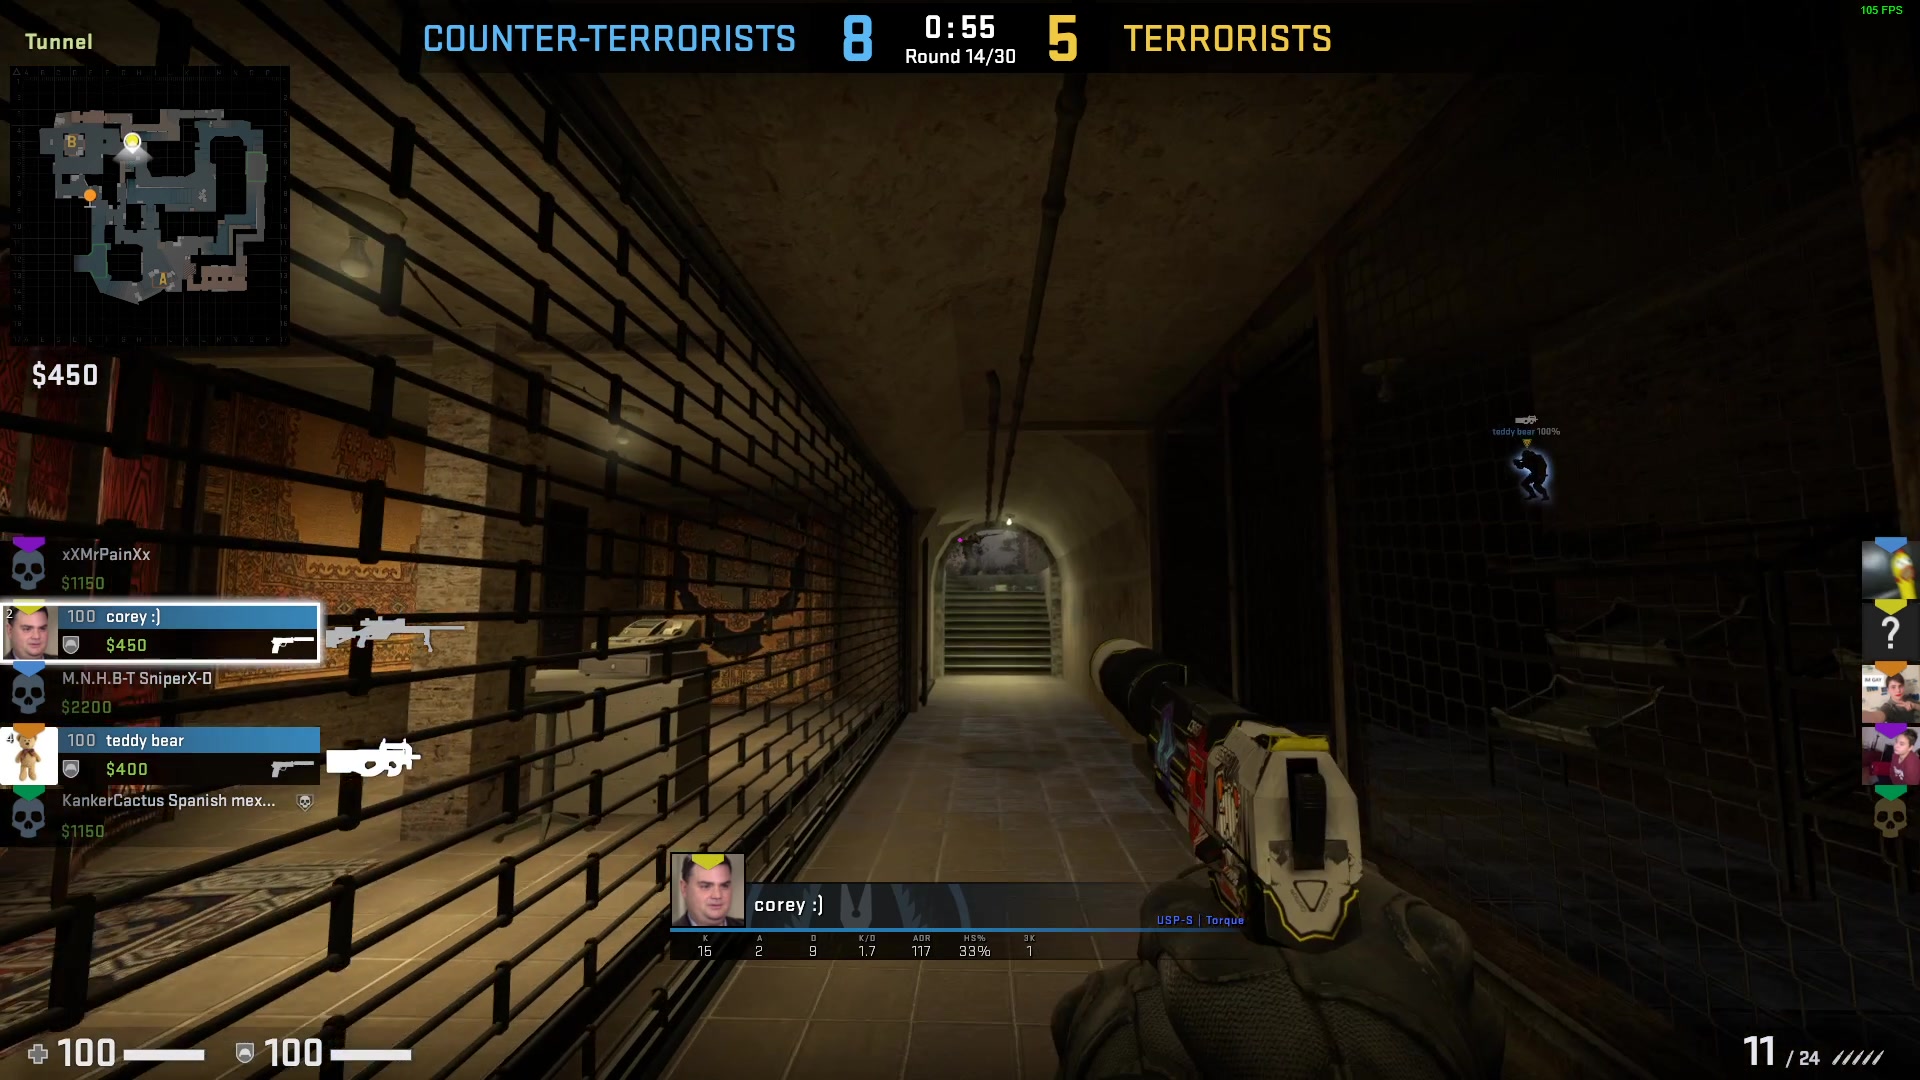 105 FPS
Tunnel
COUNTER-TERRORISTS 8 0:55 5 TERRORISTS
Round 14/30
B
A
$450
teddy bear 100%
xXMrPainXx
$1150
2
100 corey :)
$450
M.N.H.B-T SniperX-D
$2200
4
100 teddy bear
$400
KankerCactus Spanish mex...
$1150
?
corey :)
USP-S | Torque
K A D K/D ADR HS% 3K
15 2 9 1.7 117 33% 1
100 100
11 / 24